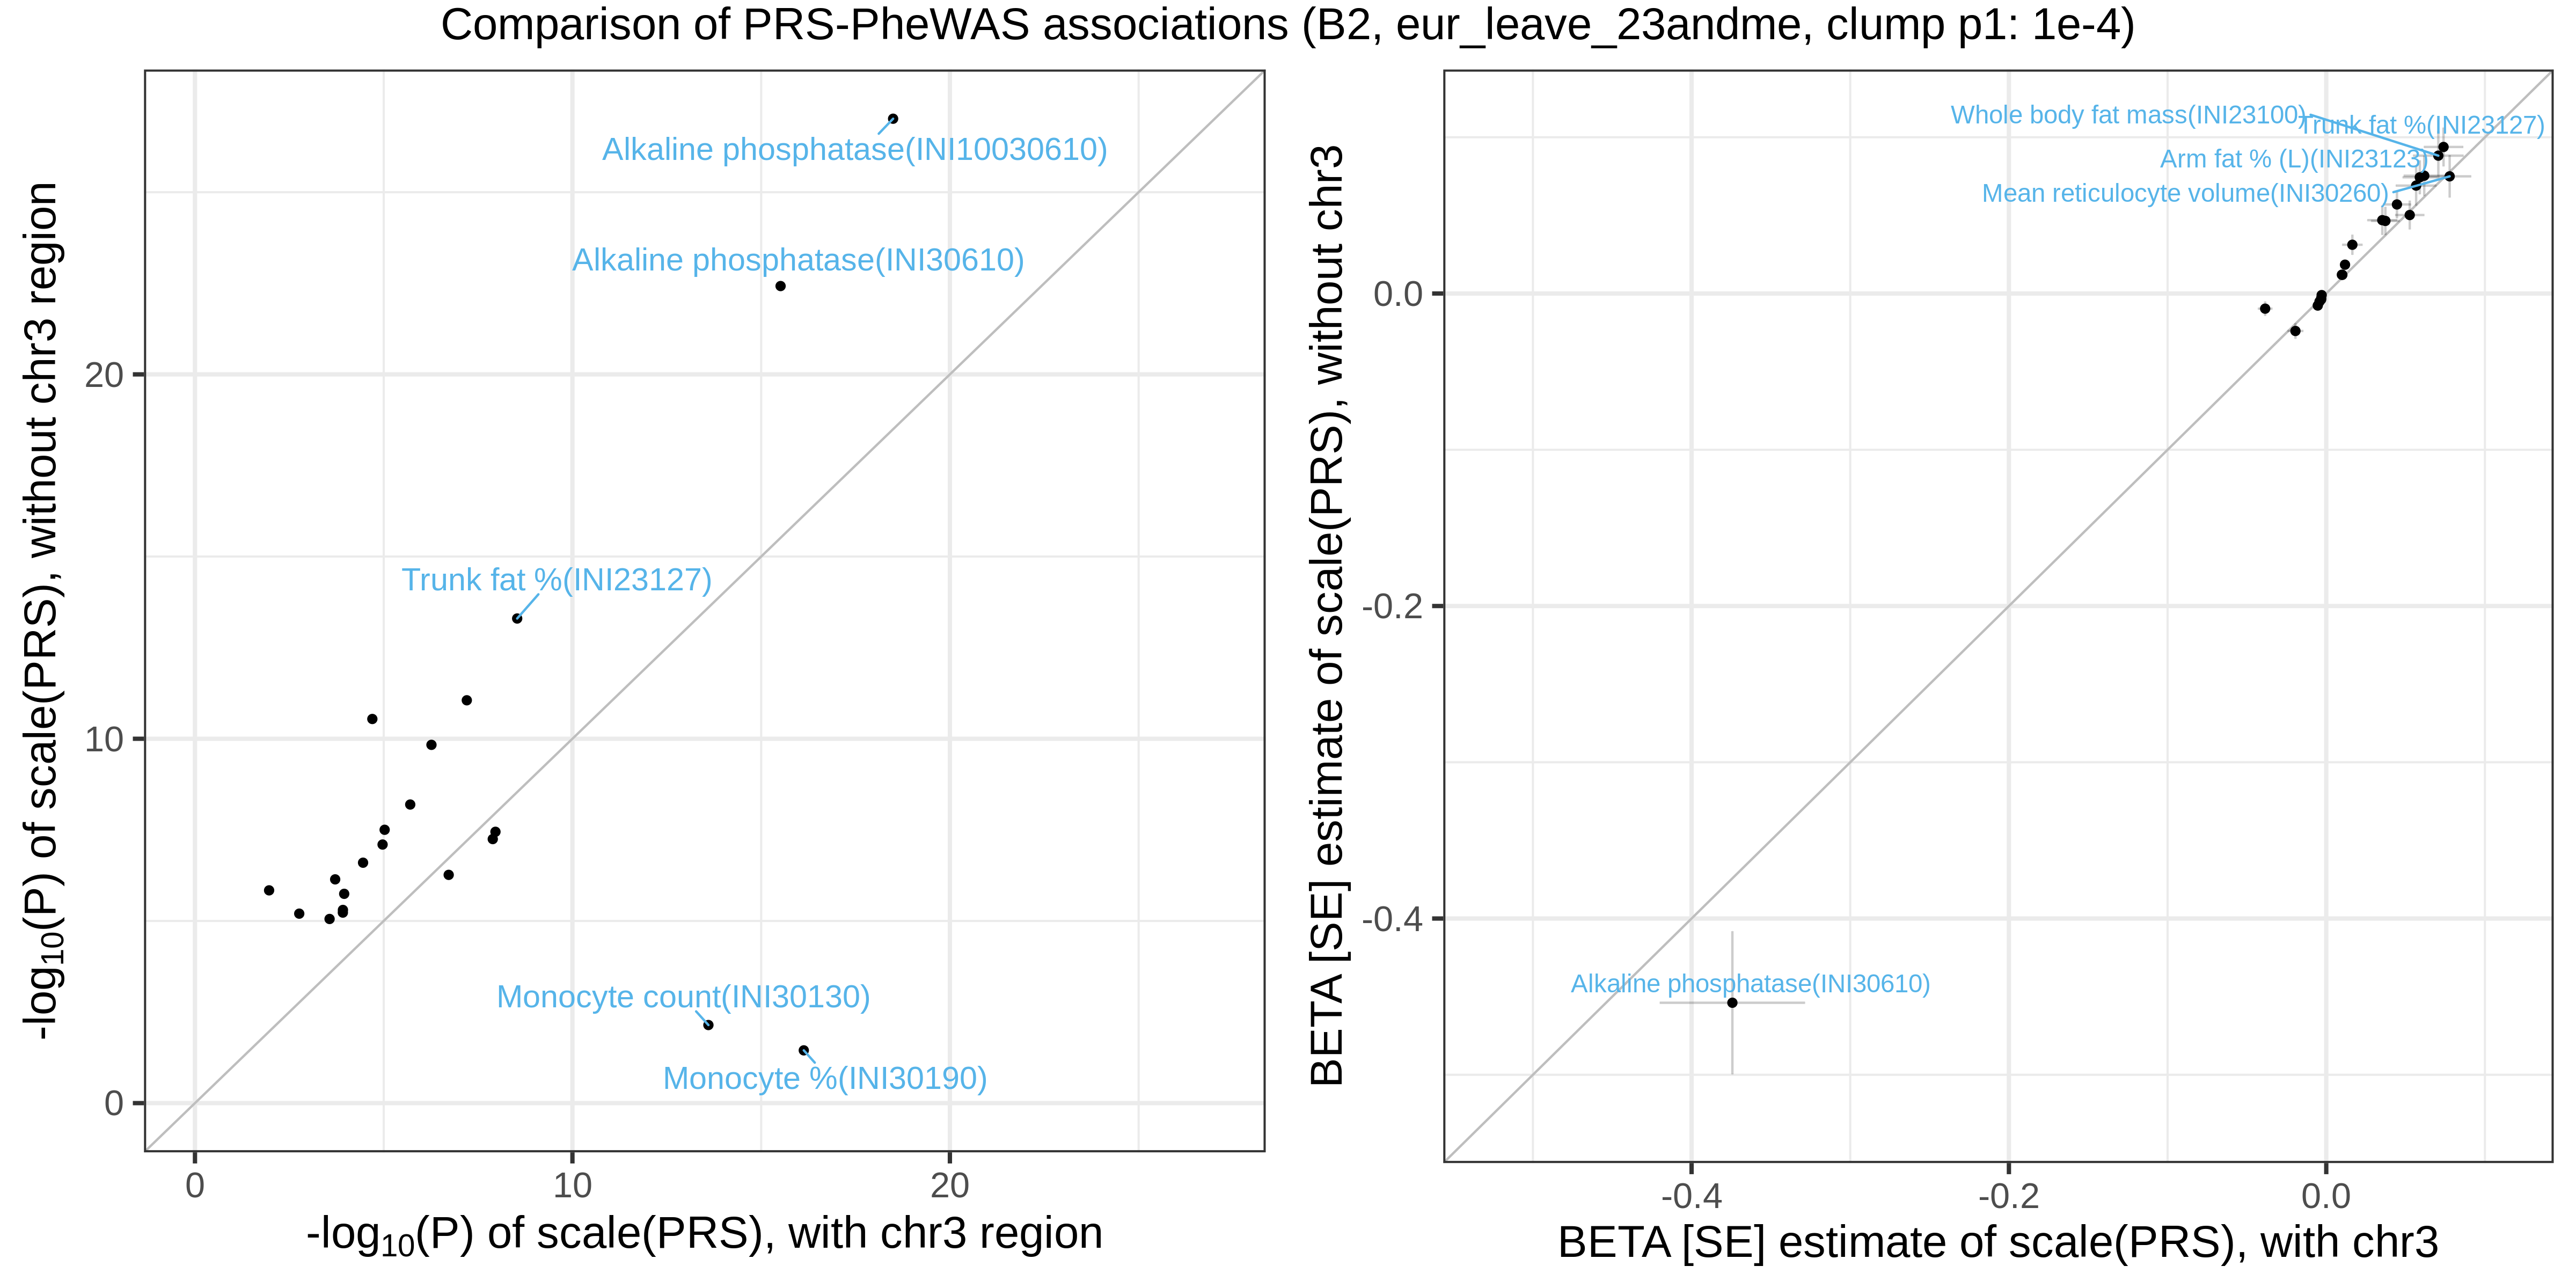 Comparison of PRS-PheWAS associations (B2, eur_leave_23andme, clump p1: 1e-4)
-log10(P) of scale(PRS), without chr3 region
20
10
0
Alkaline phosphatase(INI10030610)
Alkaline phosphatase(INI30610)
Trunk fat %(INI23127)
Monocyte count(INI30130)
Monocyte %(INI30190)
0
10
20
-log10(P) of scale(PRS), with chr3 region
BETA [SE] estimate of scale(PRS), without chr3
0.0
-0.2
-0.4
Whole body fat mass(INI23100)
Trunk fat %(INI23127)
Arm fat % (L)(INI23123)
Mean reticulocyte volume(INI30260)
Alkaline phosphatase(INI30610)
-0.4
-0.2
0.0
BETA [SE] estimate of scale(PRS), with chr3